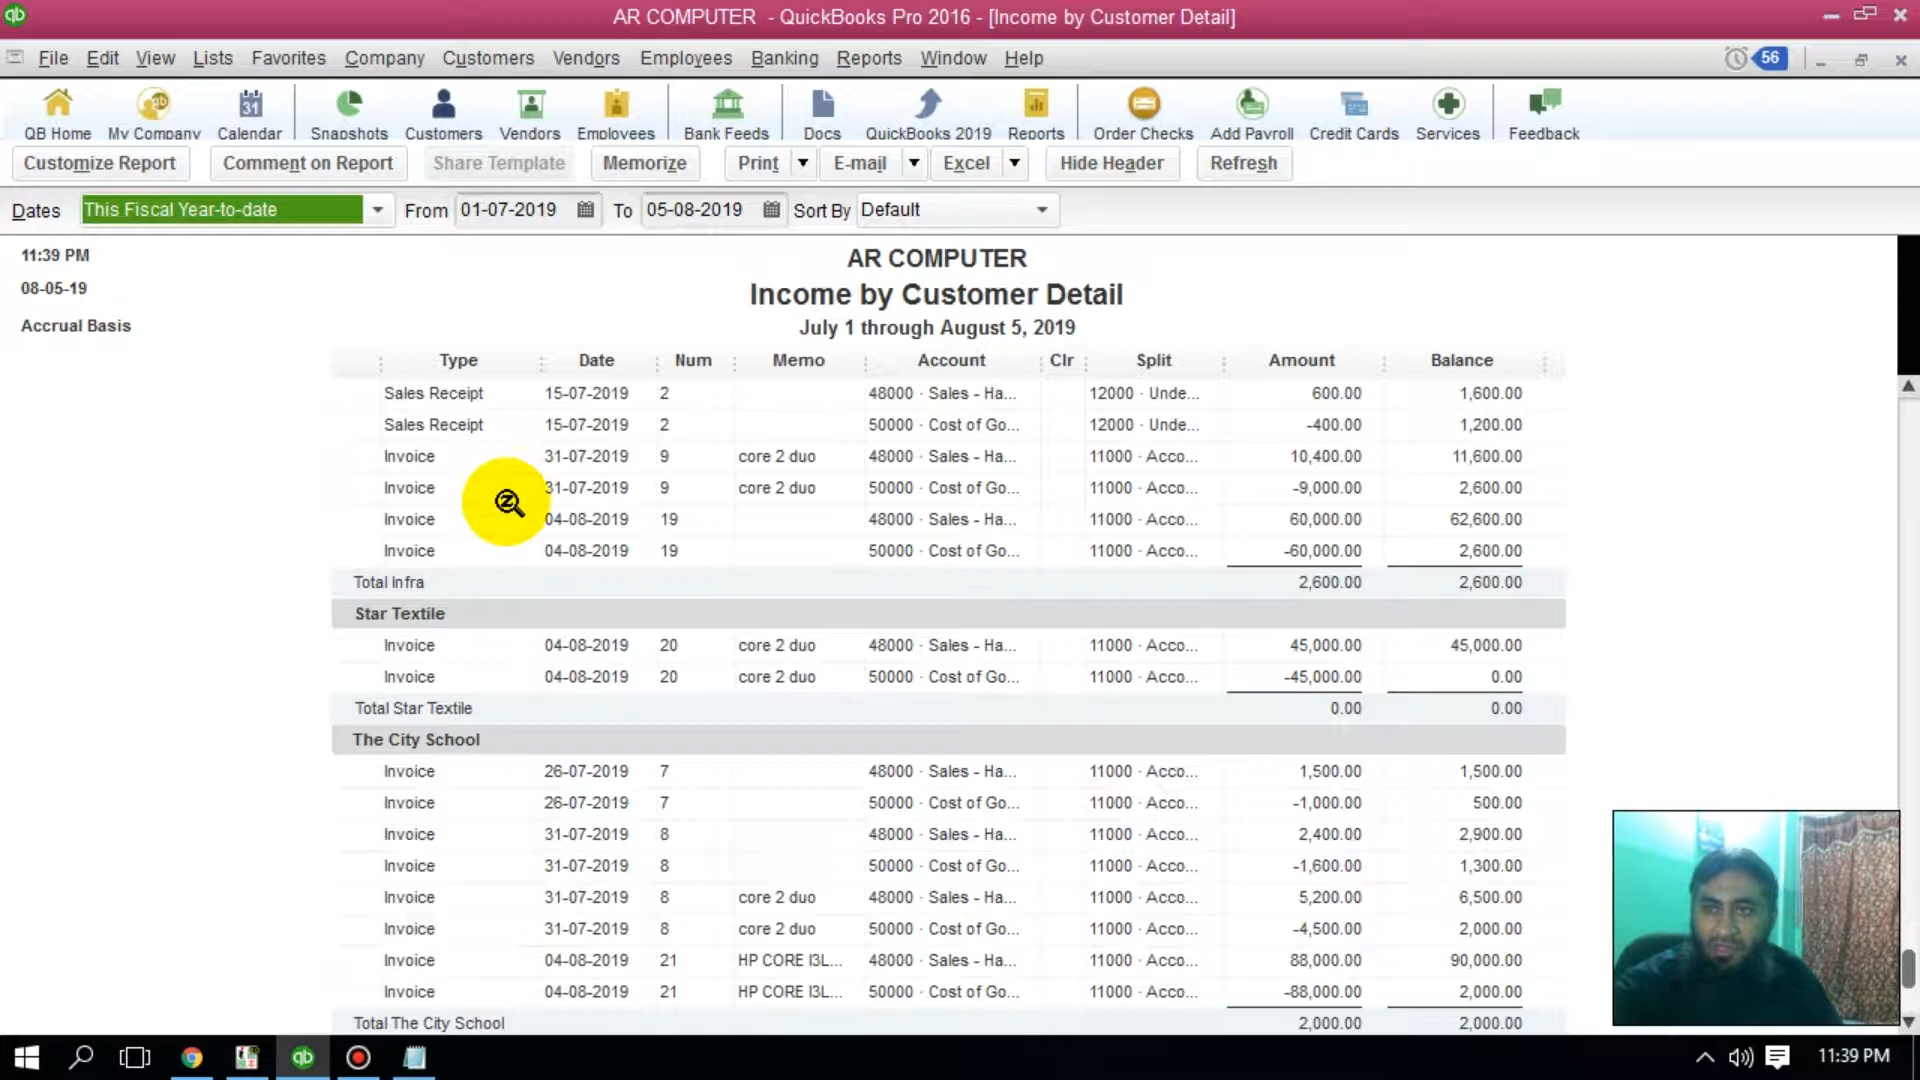 AR COMPUTER - QuickBooks Pro 2016 - [Income by Customer Detail]
File Edit View Lists Favorites Company Customers Vendors Employees Banking Reports Window Help 56
QB Home My Company Calendar Snapshots Customers Vendors Employees Bank Feeds Docs QuickBooks 2019 Reports Order Checks Add Payroll Credit Cards Services Feedback
Customize Report Comment on Report Share Template Memorize Print E-mail Excel Hide Header Refresh
Dates This Fiscal Year-to-date From 01-07-2019 To 05-08-2019 Sort By Default
11:39 PM
08-05-19
Accrual Basis
AR COMPUTER
Income by Customer Detail
July 1 through August 5, 2019
Type Date Num Memo Account Clr Split Amount Balance
Sales Receipt 15-07-2019 2 48000 · Sales - Ha... 12000 · Unde... 600.00 1,600.00
Sales Receipt 15-07-2019 2 50000 · Cost of Go... 12000 · Unde... -400.00 1,200.00
Invoice 31-07-2019 9 core 2 duo 48000 · Sales - Ha... 11000 · Acco... 10,400.00 11,600.00
Invoice 31-07-2019 9 core 2 duo 50000 · Cost of Go... 11000 · Acco... -9,000.00 2,600.00
Invoice 04-08-2019 19 48000 · Sales - Ha... 11000 · Acco... 60,000.00 62,600.00
Invoice 04-08-2019 19 50000 · Cost of Go... 11000 · Acco... -60,000.00 2,600.00
Total Infra 2,600.00 2,600.00
Star Textile
Invoice 04-08-2019 20 core 2 duo 48000 · Sales - Ha... 11000 · Acco... 45,000.00 45,000.00
Invoice 04-08-2019 20 core 2 duo 50000 · Cost of Go... 11000 · Acco... -45,000.00 0.00
Total Star Textile 0.00 0.00
The City School
Invoice 26-07-2019 7 48000 · Sales - Ha... 11000 · Acco... 1,500.00 1,500.00
Invoice 26-07-2019 7 50000 · Cost of Go... 11000 · Acco... -1,000.00 500.00
Invoice 31-07-2019 8 48000 · Sales - Ha... 11000 · Acco... 2,400.00 2,900.00
Invoice 31-07-2019 8 50000 · Cost of Go... 11000 · Acco... -1,600.00 1,300.00
Invoice 31-07-2019 8 core 2 duo 48000 · Sales - Ha... 11000 · Acco... 5,200.00 6,500.00
Invoice 31-07-2019 8 core 2 duo 50000 · Cost of Go... 11000 · Acco... -4,500.00 2,000.00
Invoice 04-08-2019 21 HP CORE I3L... 48000 · Sales - Ha... 11000 · Acco... 88,000.00 90,000.00
Invoice 04-08-2019 21 HP CORE I3L... 50000 · Cost of Go... 11000 · Acco... -88,000.00 2,000.00
Total The City School 2,000.00 2,000.00
11:39 PM